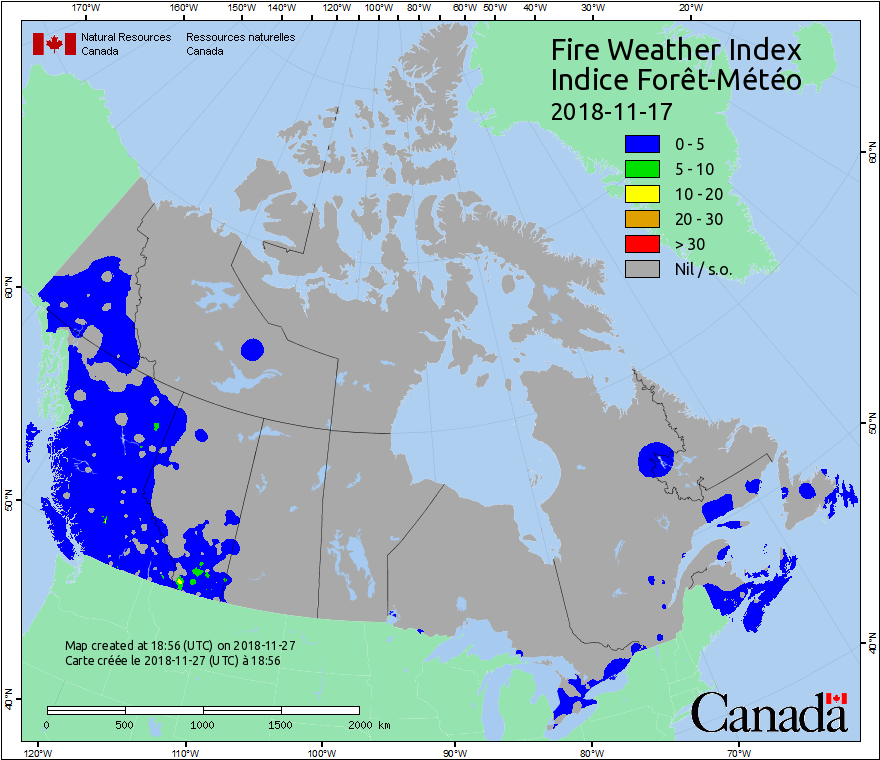 170°W 160°W 150°W 140°W 130°W 120°W 110°W 100°W 90°W 80°W 60°W 50°W 40°W 30°W 20°W
Natural Resources Canada
Ressources naturelles Canada
Fire Weather Index
Indice Forêt-Météo
2018-11-17
0 - 5
5 - 10
10 - 20
20 - 30
> 30
Nil / s.o.
60°N
60°N
50°N
50°N
40°N
40°N
Map created at 18:56 (UTC) on 2018-11-27
Carte créée le 2018-11-27 (UTC) à 18:56
0 500 1000 1500 2000 km
Canada
120°W 110°W 100°W 90°W 80°W 70°W